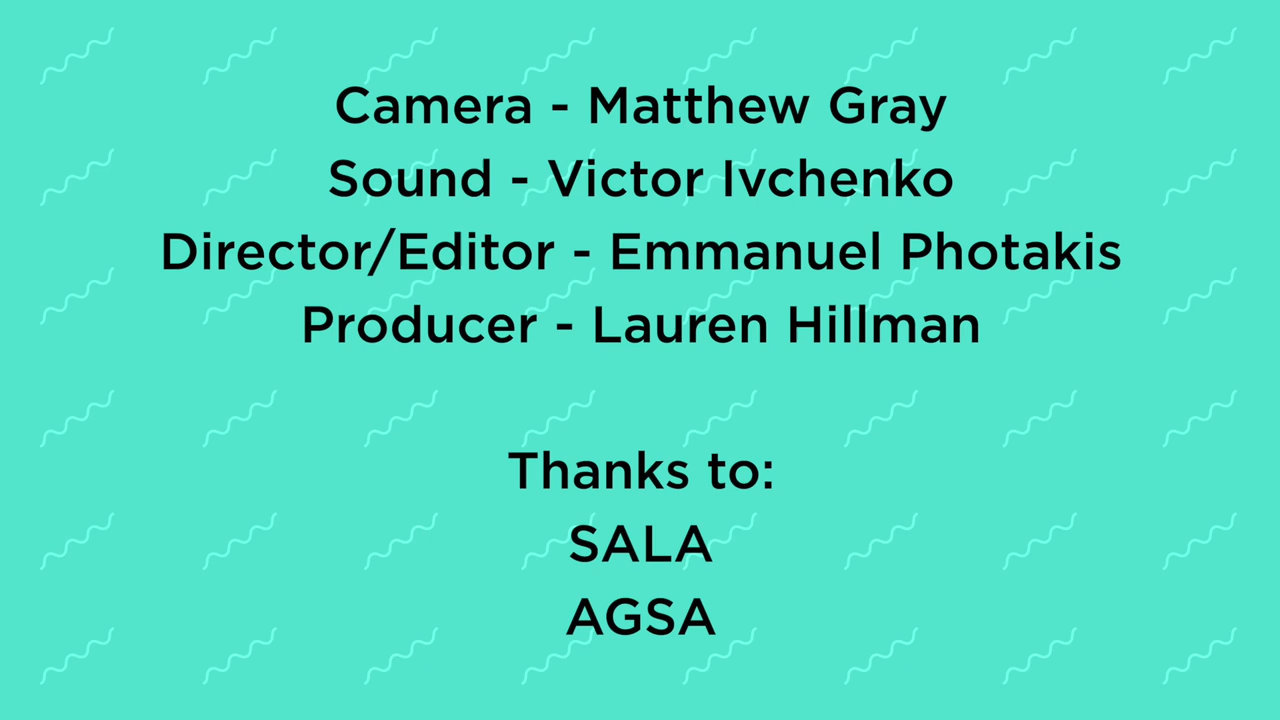 Camera - Matthew Gray
Sound - Victor Ivchenko
Director/Editor - Emmanuel Photakis
Producer - Lauren Hillman
Thanks to:
SALA
AGSA